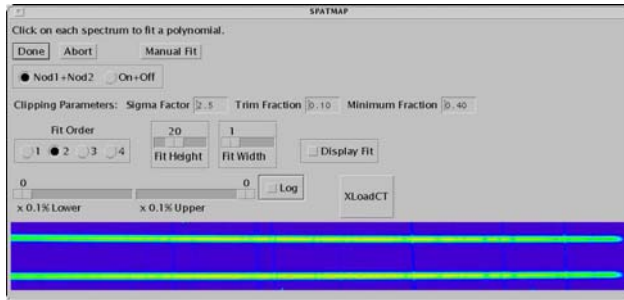 SPATMAP
Click on each spectrum to fit a polynomial.
Done Abort Manual Fit
Nod1+Nod2 On+Off
Clipping Parameters: Sigma Factor 2.5 Trim Fraction 0.10 Minimum Fraction 0.40
Fit Order 20 1
1 2 3 4 Fit Height Fit Width Display Fit
0 0 Log XLoadCT
x 0.1% Lower x 0.1% Upper